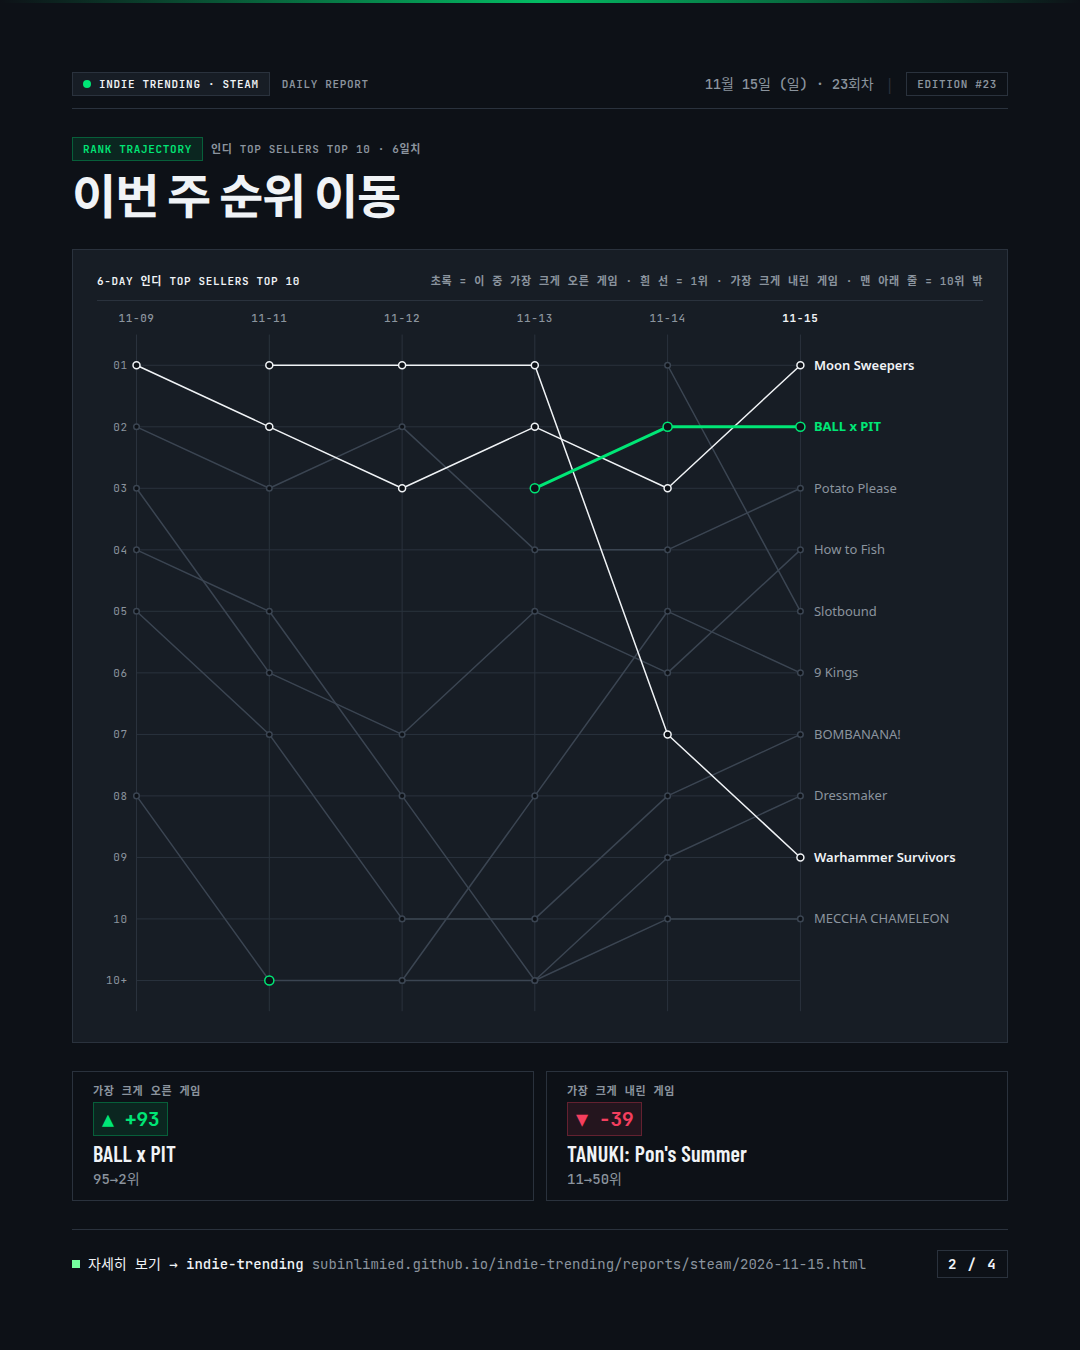 INDIE TRENDING · STEAM DAILY REPORT 11월 15일 (일) · 23회차 | EDITION #23
RANK TRAJECTORY 인디 TOP SELLERS TOP 10 · 6일치
이번 주 순위 이동
6-DAY 인디 TOP SELLERS TOP 10 초록 = 이 중 가장 크게 오른 게임 · 흰 선 = 1위 · 가장 크게 내린 게임 · 맨 아래 줄 = 10위 밖
11-09 11-11 11-12 11-13 11-14 11-15
01 Moon Sweepers
02 BALL x PIT
03 Potato Please
04 How to Fish
05 Slotbound
06 9 Kings
07 BOMBANANA!
08 Dressmaker
09 Warhammer Survivors
10 MECCHA CHAMELEON
10+
가장 크게 오른 게임
▲ +93
BALL x PIT
95→2위
가장 크게 내린 게임
▼ -39
TANUKI: Pon's Summer
11→50위
자세히 보기 → indie-trending subinlimied.github.io/indie-trending/reports/steam/2026-11-15.html 2 / 4